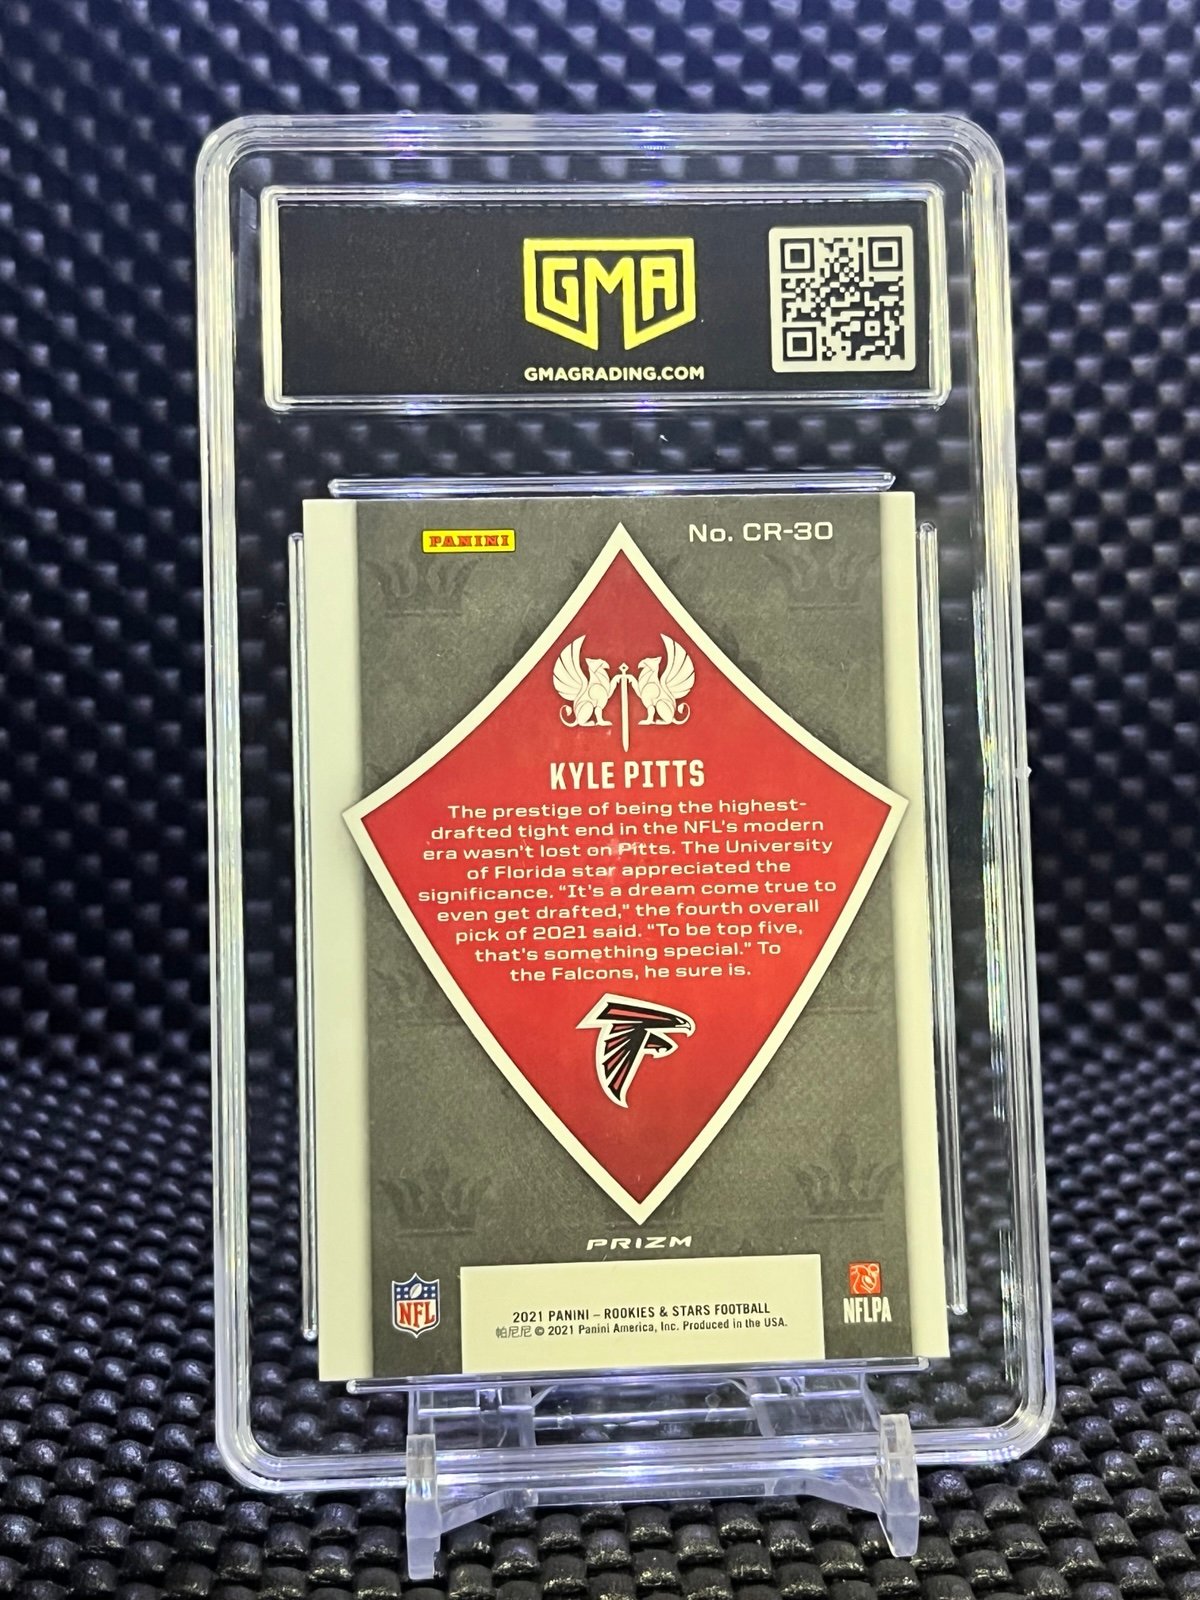 GMA
GMAGRADING.COM
PANINI
No. CR-30
KYLE PITTS
The prestige of being the highest-
drafted tight end in the NFL's modern
era wasn't lost on Pitts. The University
of Florida star appreciated the
significance. "It's a dream come true to
even get drafted," the fourth overall
pick of 2021 said. "To be top five,
that's something special." To
the Falcons, he sure is.
PRIZM
NFL
2021 PANINI – ROOKIES & STARS FOOTBALL
帕尼尼 © 2021 Panini America, Inc. Produced in the USA.
NFLPA